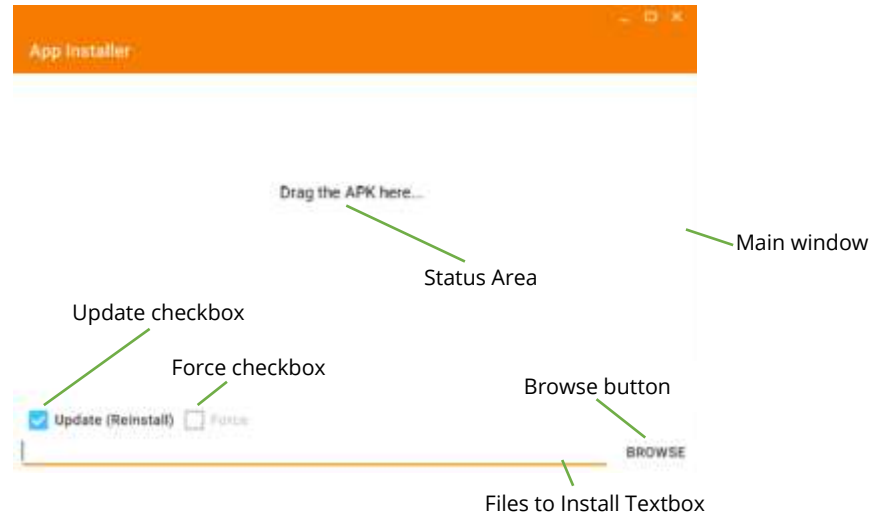 App Installer
Drag the APK here...
Main window
Status Area
Update checkbox
Force checkbox
Browse button
Update (Reinstall) Force
BROWSE
Files to Install Textbox